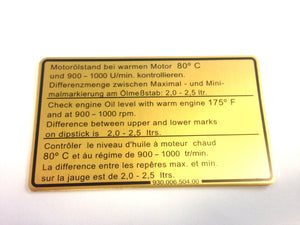 Motorölstand bei warmen Motor 80° C
und 900 - 1000 U/min. kontrollieren.
Differenzmenge zwischen Maximal - und Mini-
malmarkierung am Ölmeßstab: 2,0 - 2,5 ltr.
Check engine Oil level with warm engine 175° F
and at 900 - 1000 rpm.
Difference between upper and lower marks
on dipstick is 2,0 - 2,5 ltrs.
Contrôler le niveau d'huile à moteur chaud
80° C et áu régime de 900 - 1000 tr/min.
La difference entre les repères max. et min.
sur la jauge est de 2,0 - 2,5 ltrs.
930.006.504.00